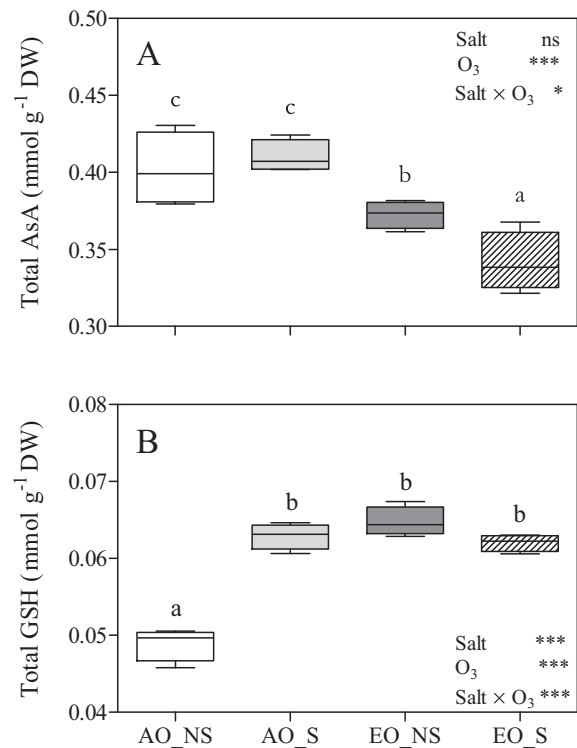 A
Salt ns
O₃ ***
Salt × O₃ *
Total AsA (mmol g⁻¹ DW)
0.50
0.45
0.40
0.35
0.30
c
c
b
a
B
Total GSH (mmol g⁻¹ DW)
0.08
0.07
0.06
0.05
0.04
a
b
b
b
Salt ***
O₃ ***
Salt × O₃ ***
AO_NS AO_S EO_NS EO_S